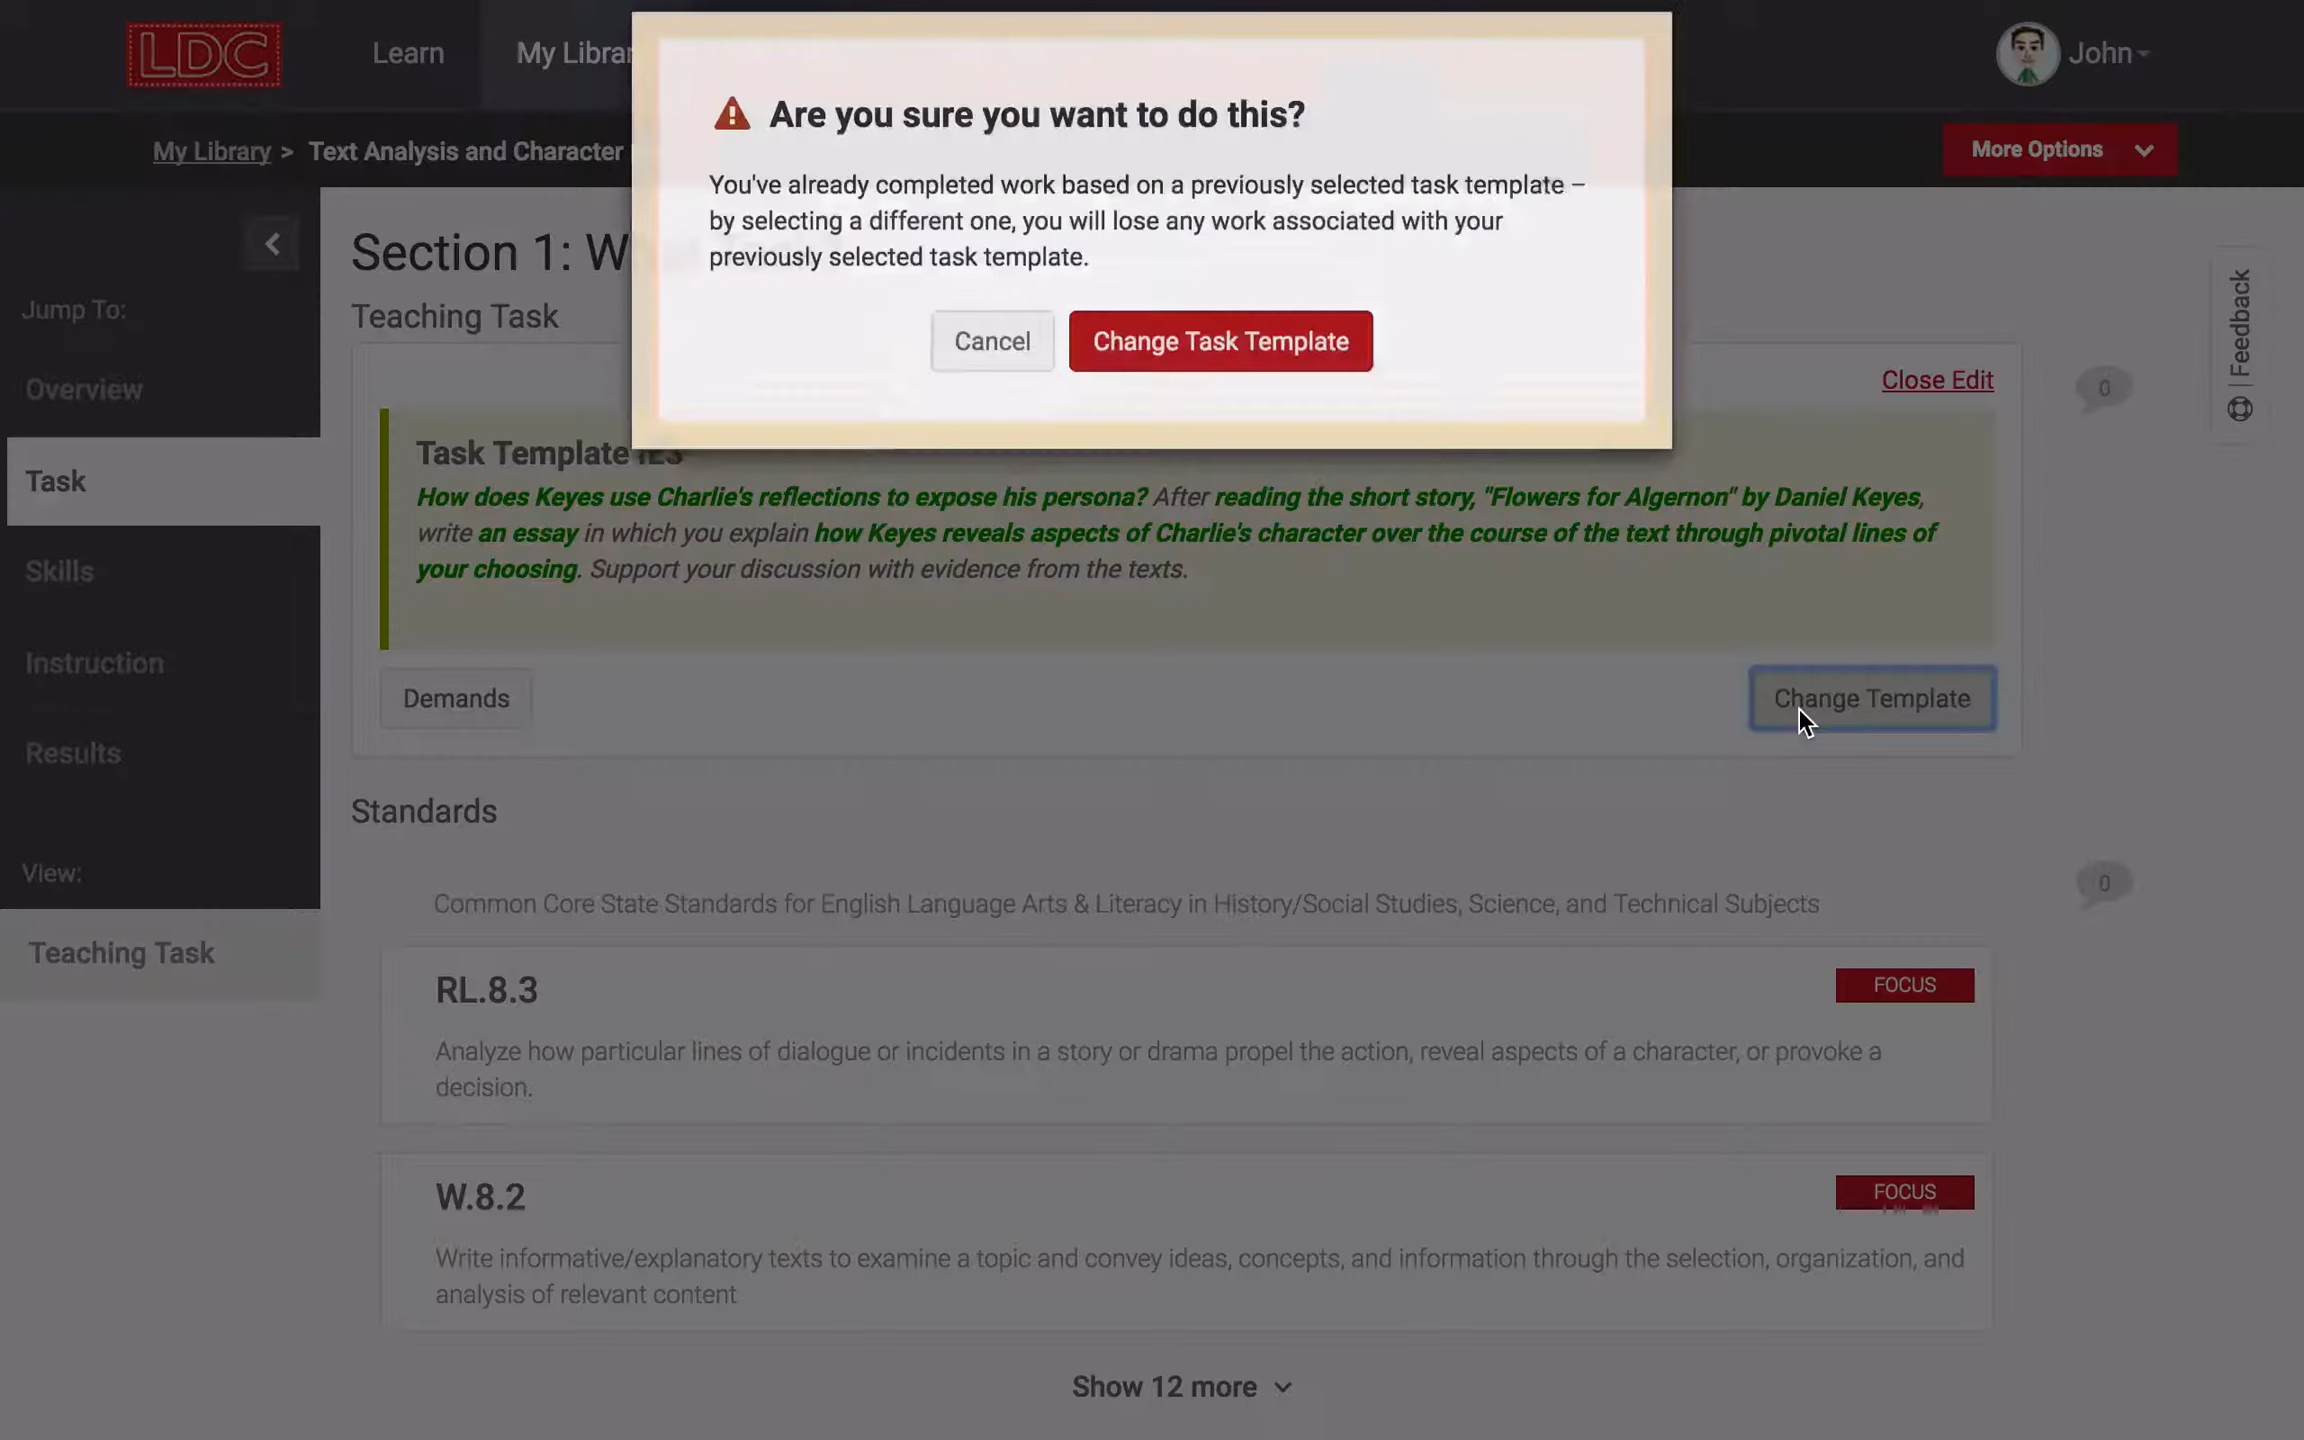 LDC
Learn
My Librar
John
My Library > Text Analysis and Character
More Options
Are you sure you want to do this?
You've already completed work based on a previously selected task template –
by selecting a different one, you will lose any work associated with your
previously selected task template.
Cancel
Change Task Template
Jump To:
Overview
Task
Skills
Instruction
Results
View:
Teaching Task
Section 1: W
Teaching Task
Close Edit
0
Feedback
Task Template IE3
How does Keyes use Charlie's reflections to expose his persona? After reading the short story, "Flowers for Algernon" by Daniel Keyes,
write an essay in which you explain how Keyes reveals aspects of Charlie's character over the course of the text through pivotal lines of
your choosing. Support your discussion with evidence from the texts.
Demands
Change Template
Standards
0
Common Core State Standards for English Language Arts & Literacy in History/Social Studies, Science, and Technical Subjects
RL.8.3
FOCUS
Analyze how particular lines of dialogue or incidents in a story or drama propel the action, reveal aspects of a character, or provoke a
decision.
W.8.2
FOCUS
Write informative/explanatory texts to examine a topic and convey ideas, concepts, and information through the selection, organization, and
analysis of relevant content
Show 12 more